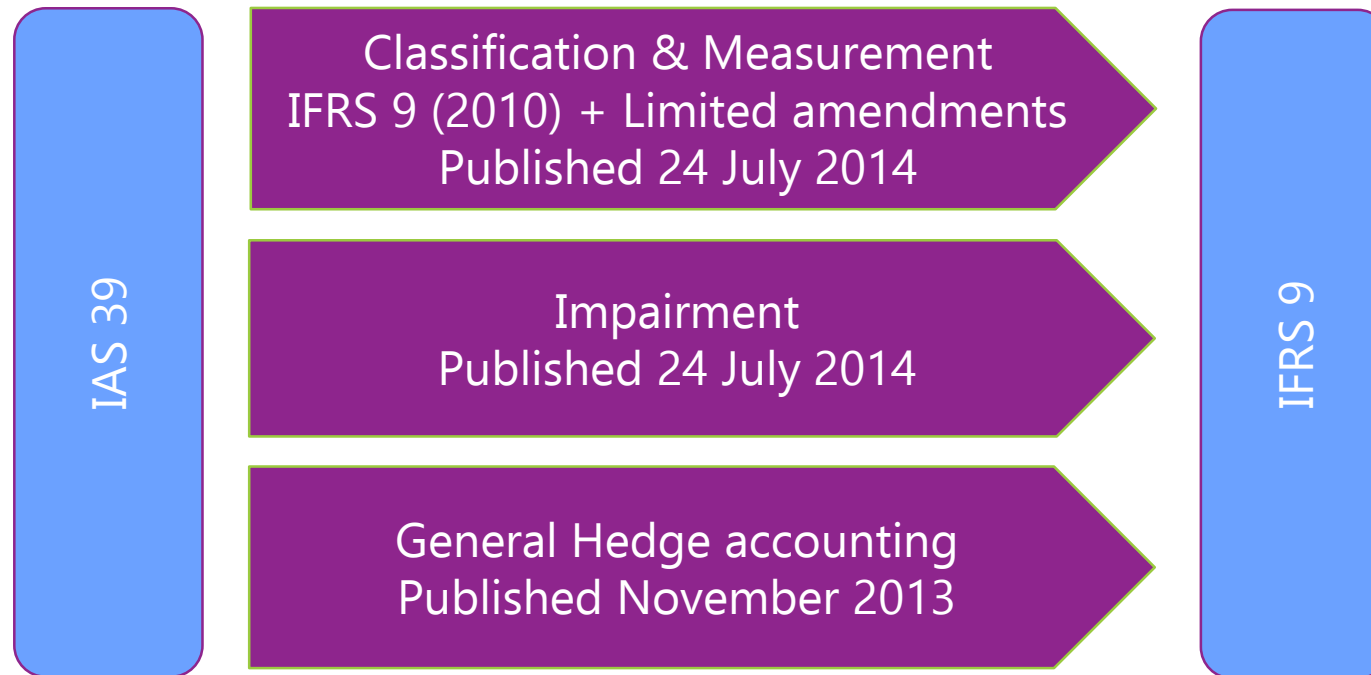 IAS 39
Classification & Measurement
IFRS 9 (2010) + Limited amendments
Published 24 July 2014
Impairment
Published 24 July 2014
General Hedge accounting
Published November 2013
IFRS 9